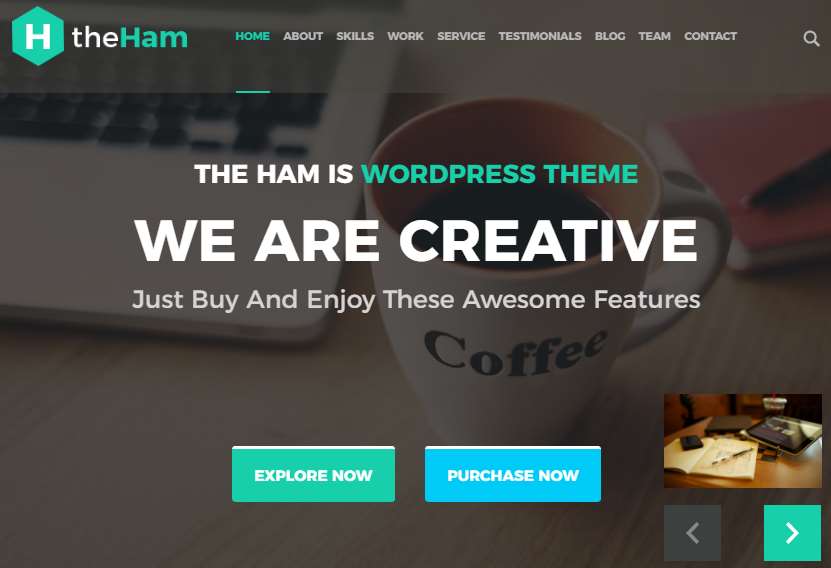 H theHam
HOME ABOUT SKILLS WORK SERVICE TESTIMONIALS BLOG TEAM CONTACT
THE HAM IS WORDPRESS THEME
WE ARE CREATIVE
Just Buy And Enjoy These Awesome Features
Coffee
EXPLORE NOW PURCHASE NOW